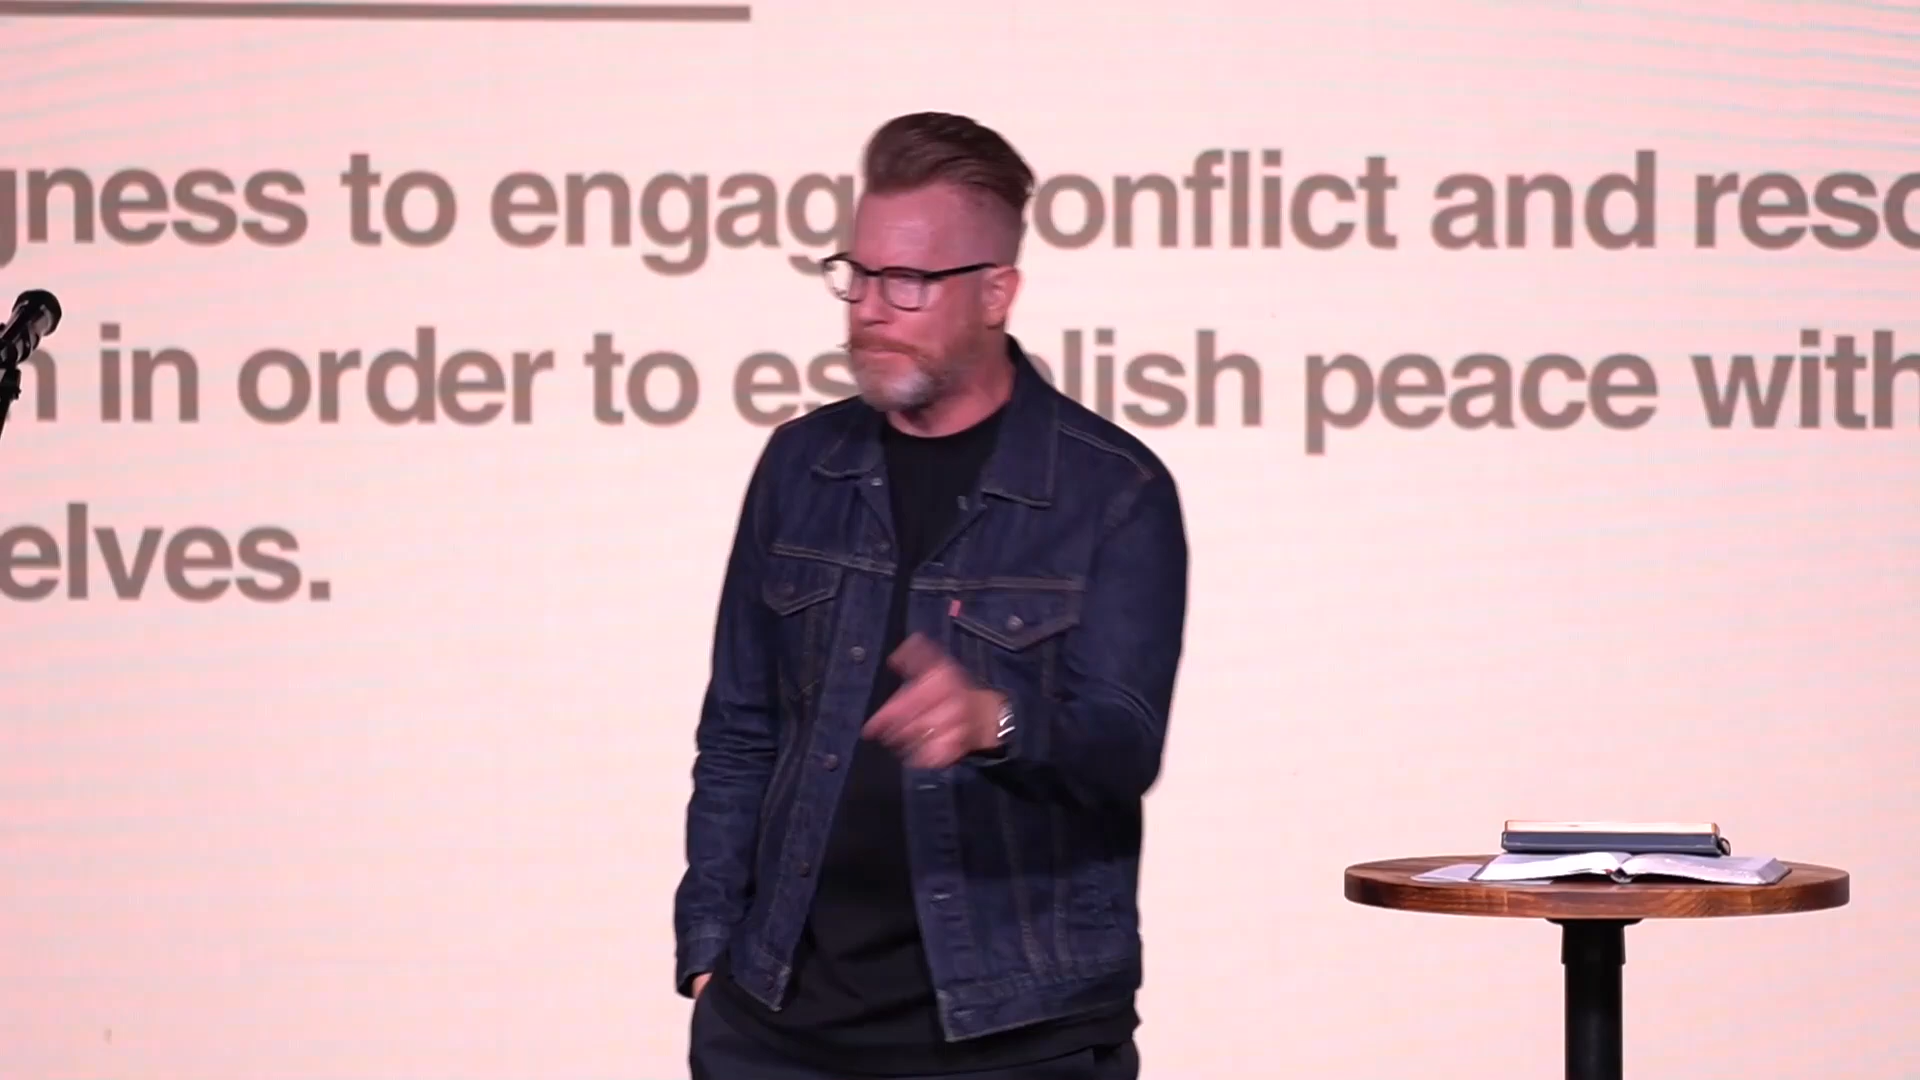 gness to engag onflict and reso
in order to es lish peace with
elves.